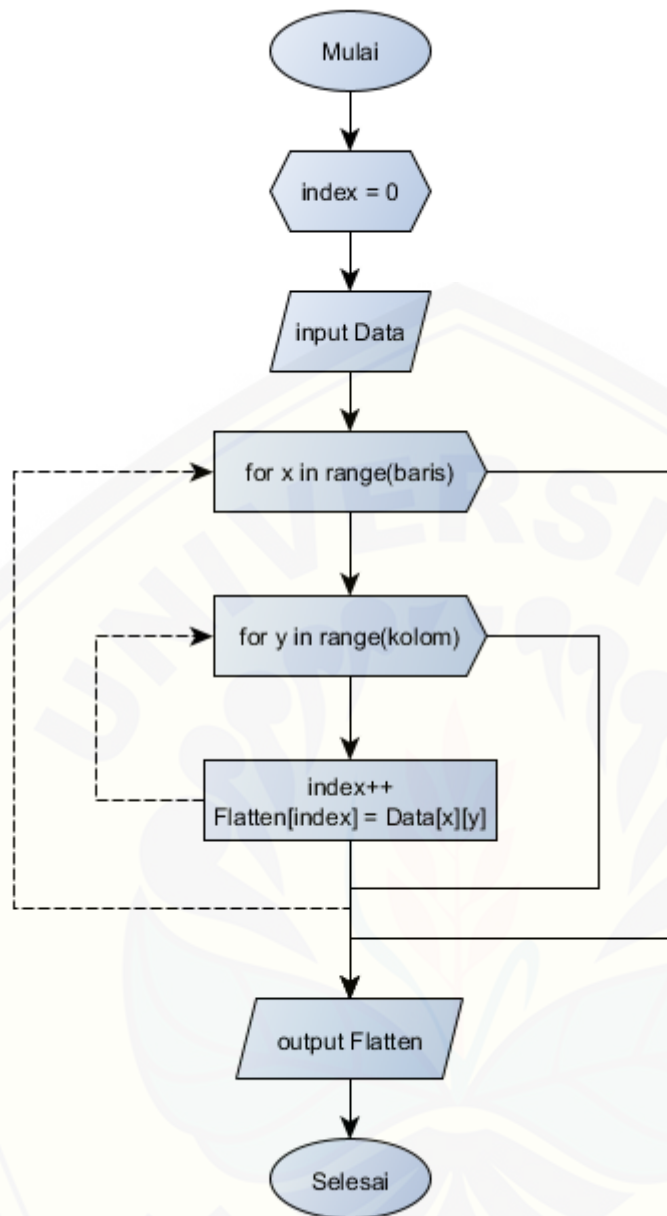 Mulai
index = 0
input Data
for x in range(baris)
for y in range(kolom)
index++
Flatten[index] = Data[x][y]
output Flatten
Selesai
UNIVERSI